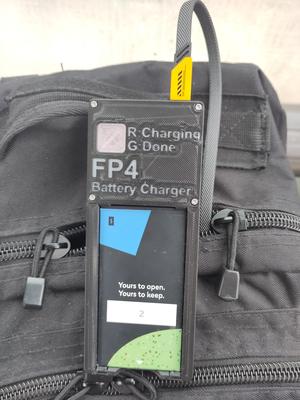 R Charging
G Done
FP4
Battery Charger
Yours to open.
Yours to keep.
2